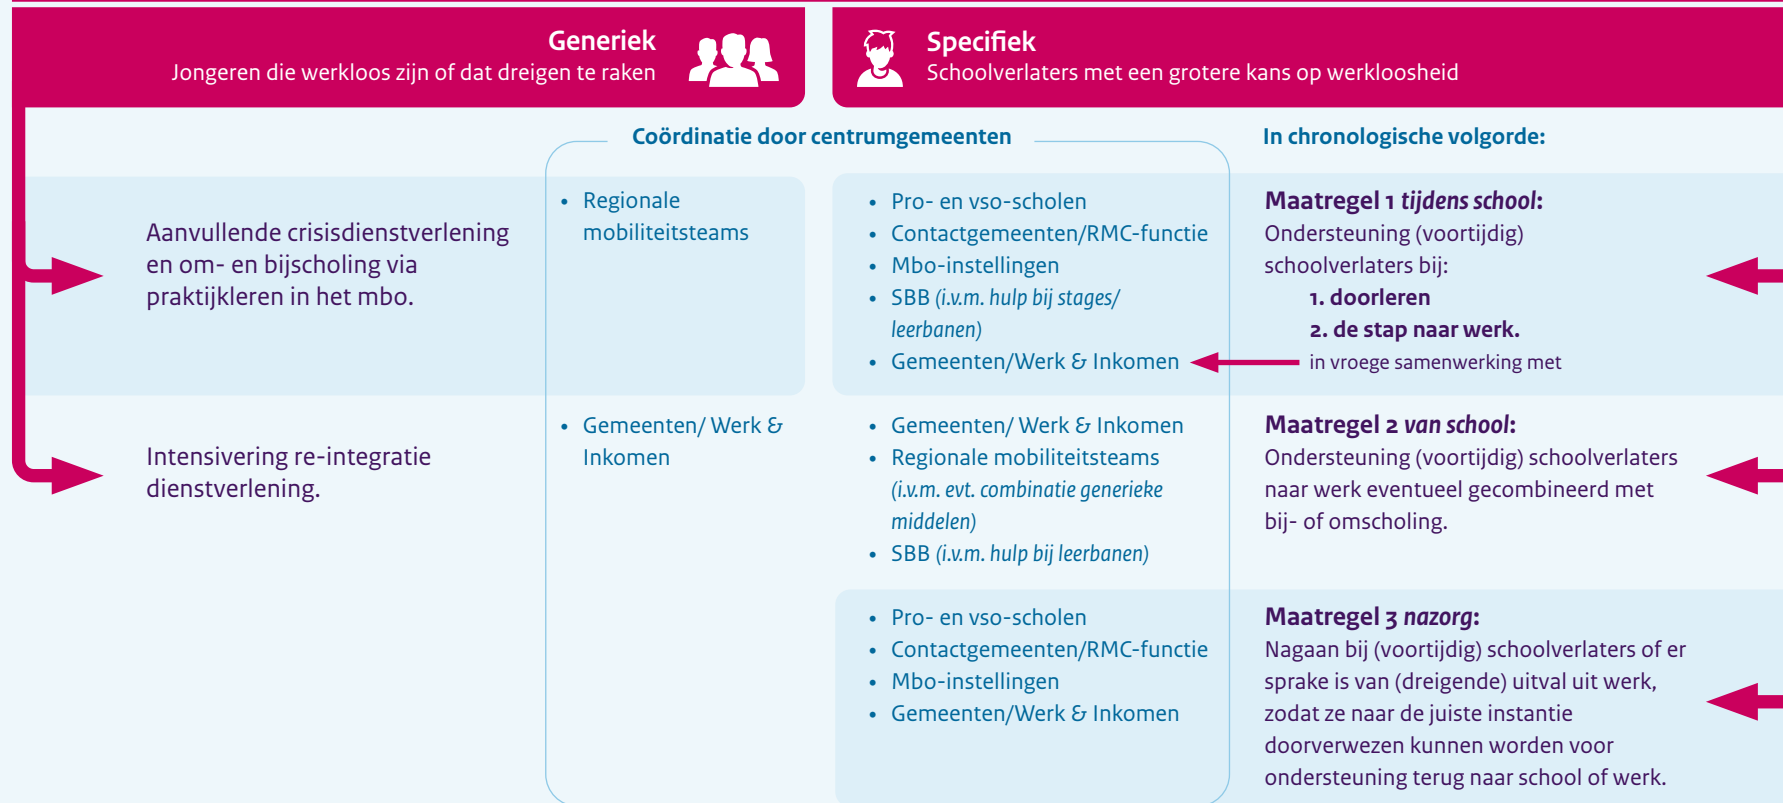 Generiek
Jongeren die werkloos zijn of dat dreigen te raken
Specifiek
Schoolverlaters met een grotere kans op werkloosheid
Coördinatie door centrumgemeenten
In chronologische volgorde:
Aanvullende crisisdienstverlening
en om- en bijscholing via
praktijkleren in het mbo.
• Regionale
mobiliteitsteams
• Pro- en vso-scholen
• Contactgemeenten/RMC-functie
• Mbo-instellingen
• SBB (i.v.m. hulp bij stages/
leerbanen)
• Gemeenten/Werk & Inkomen
Maatregel 1 tijdens school:
Ondersteuning (voortijdig)
schoolverlaters bij:
1. doorleren
2. de stap naar werk.
in vroege samenwerking met
Intensivering re-integratie
dienstverlening.
• Gemeenten/ Werk &
Inkomen
• Gemeenten/ Werk & Inkomen
• Regionale mobiliteitsteams
(i.v.m. evt. combinatie generieke
middelen)
• SBB (i.v.m. hulp bij leerbanen)
Maatregel 2 van school:
Ondersteuning (voortijdig) schoolverlaters
naar werk eventueel gecombineerd met
bij- of omscholing.
• Pro- en vso-scholen
• Contactgemeenten/RMC-functie
• Mbo-instellingen
• Gemeenten/Werk & Inkomen
Maatregel 3 nazorg:
Nagaan bij (voortijdig) schoolverlaters of er
sprake is van (dreigende) uitval uit werk,
zodat ze naar de juiste instantie
doorverwezen kunnen worden voor
ondersteuning terug naar school of werk.